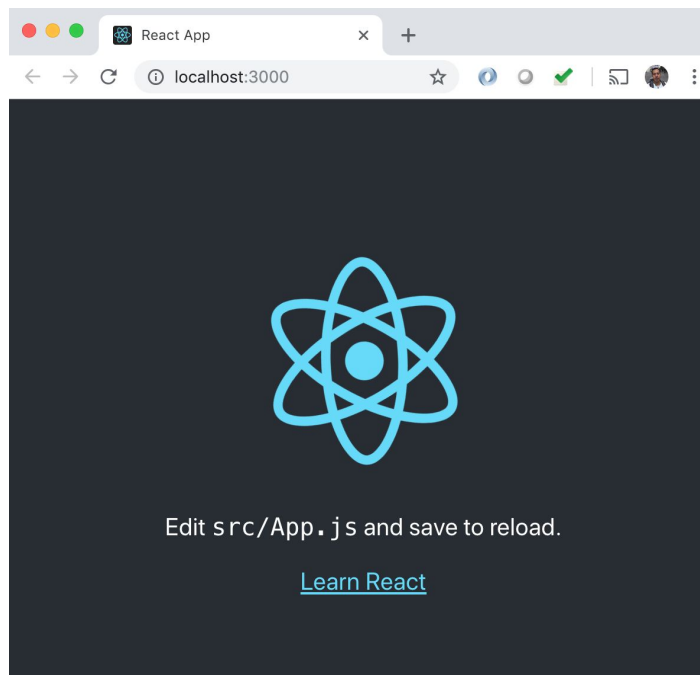 React App
localhost:3000
Edit src/App.js and save to reload.
Learn React